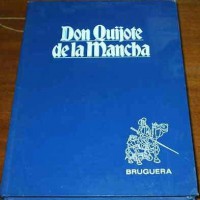 Don Quijote
de la Mancha
BRUGUERA